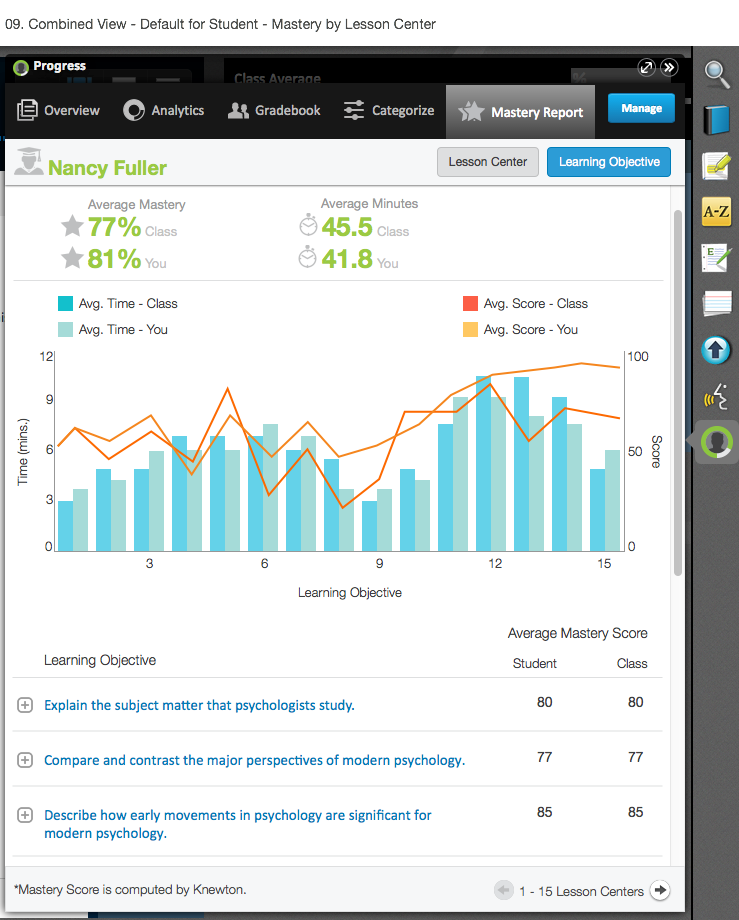 09. Combined View - Default for Student - Mastery by Lesson Center
Progress
Class Average
%
Overview
Analytics
Gradebook
Categorize
Mastery Report
Manage
Nancy Fuller
Lesson Center
Learning Objective
Average Mastery
Average Minutes
77% Class
45.5 Class
81% You
41.8 You
Avg. Time - Class
Avg. Score - Class
Avg. Time - You
Avg. Score - You
12
100
9
6
50
3
0
0
Time (mins.)
Score
3
6
9
12
15
Learning Objective
Average Mastery Score
Learning Objective
Student
Class
Explain the subject matter that psychologists study.
80
80
Compare and contrast the major perspectives of modern psychology.
77
77
Describe how early movements in psychology are significant for
85
85
modern psychology.
*Mastery Score is computed by Knewton.
1 - 15 Lesson Centers
A-Z
E